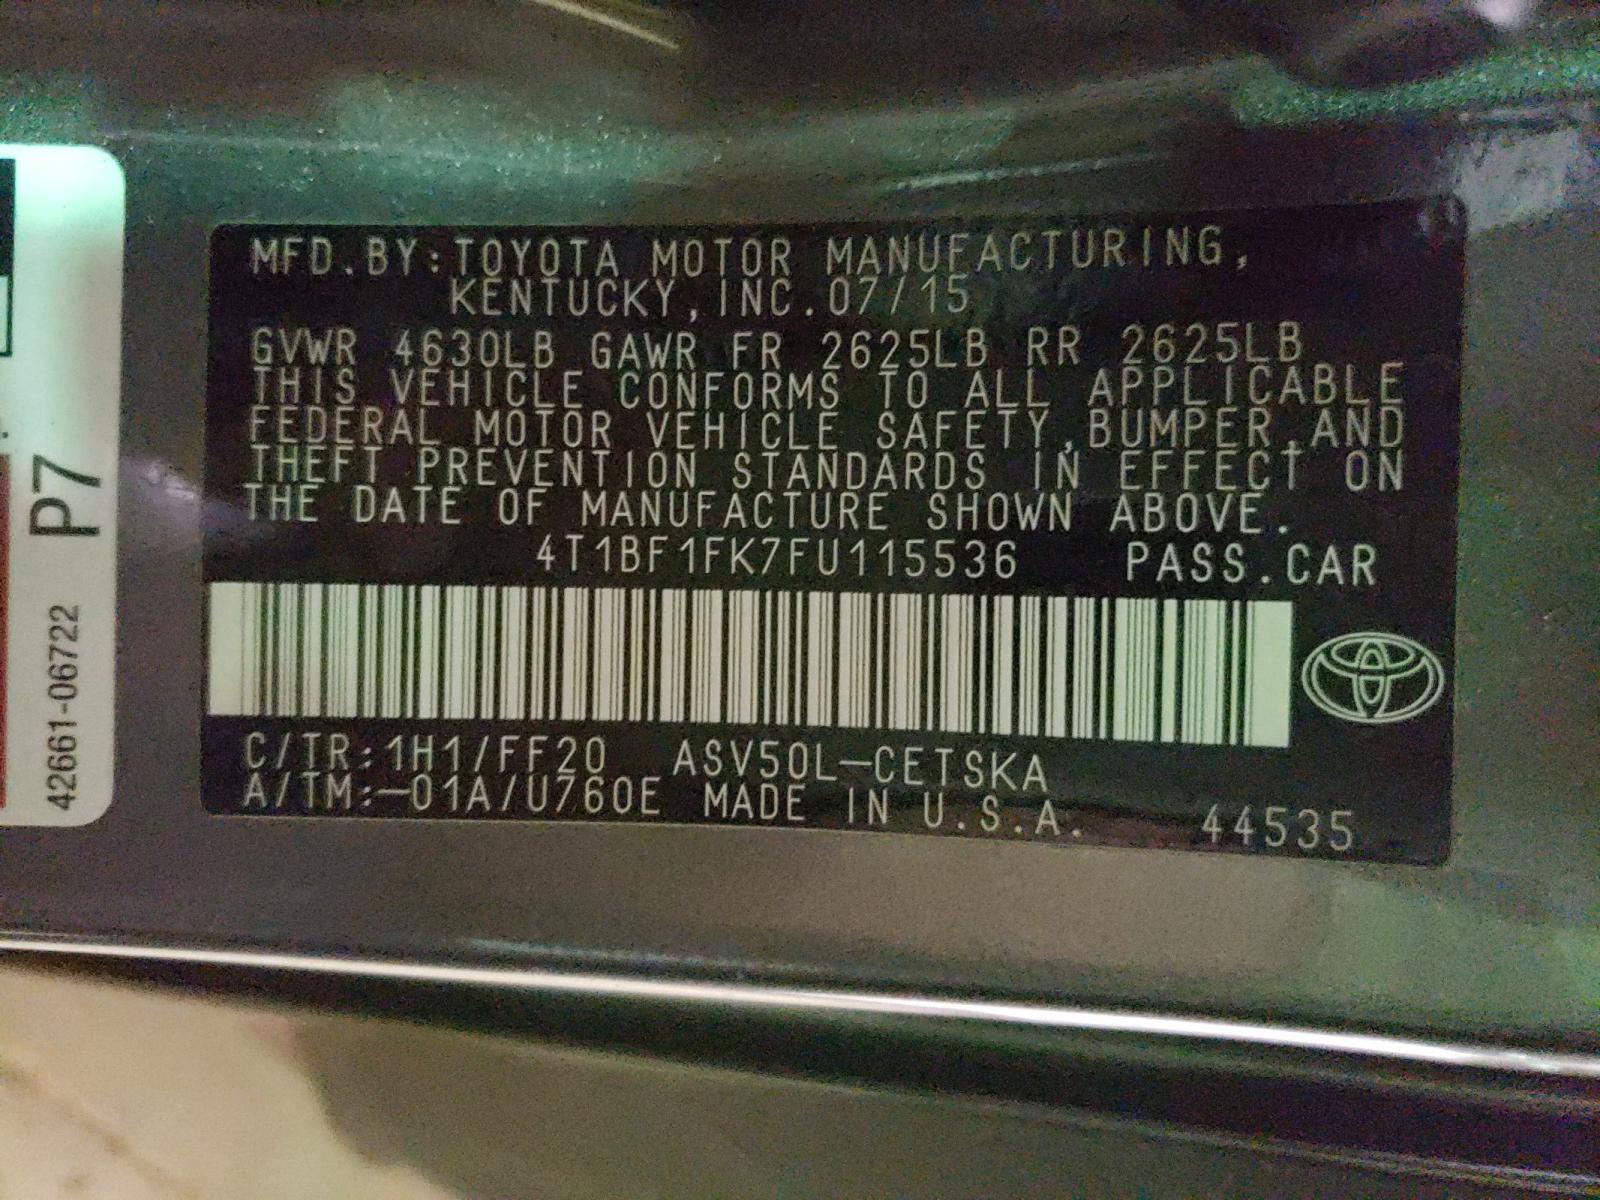 MFD.BY:TOYOTA MOTOR MANUFACTURING,
KENTUCKY, INC. 07/15
GVWR 4630LB GAWR FR 2625LB RR 2625LB
THIS VEHICLE CONFORMS TO ALL APPLICABLE
FEDERAL MOTOR VEHICLE SAFETY, BUMPER, AND
THEFT PREVENTION STANDARDS IN EFFECT ON
THE DATE OF MANUFACTURE SHOWN ABOVE.
4T1BF1FK7FU115536 PASS.CAR
C/TR:1H1/FF20 ASV50L-CETSKA
A/TM:-01A/U760E MADE IN U.S.A. 44535
P7
42661-06722